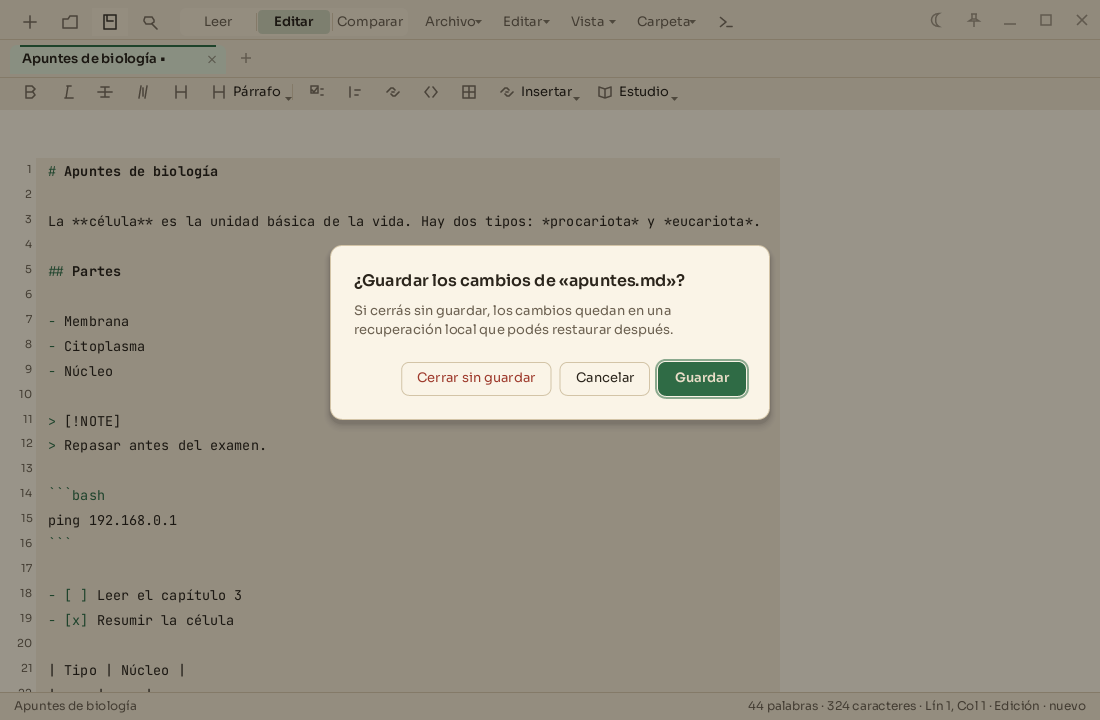 Leer Editar Comparar Archivo Editar Vista Carpeta
Apuntes de biología •
B I H H Párrafo Insertar Estudio
1 # Apuntes de biología
2
3 La **célula** es la unidad básica de la vida. Hay dos tipos: *procariota* y *eucariota*.
4
5 ## Partes
6
7 - Membrana
8 - Citoplasma
9 - Núcleo
10
11 > [!NOTE]
12 > Repasar antes del examen.
13
14 ```bash
15 ping 192.168.0.1
16 ```
17
18 - [ ] Leer el capítulo 3
19 - [x] Resumir la célula
20
21 | Tipo | Núcleo |
¿Guardar los cambios de «apuntes.md»?
Si cerrás sin guardar, los cambios quedan en una
recuperación local que podés restaurar después.
Cerrar sin guardar Cancelar Guardar
Apuntes de biología 44 palabras · 324 caracteres · Lín 1, Col 1 · Edición · nuevo